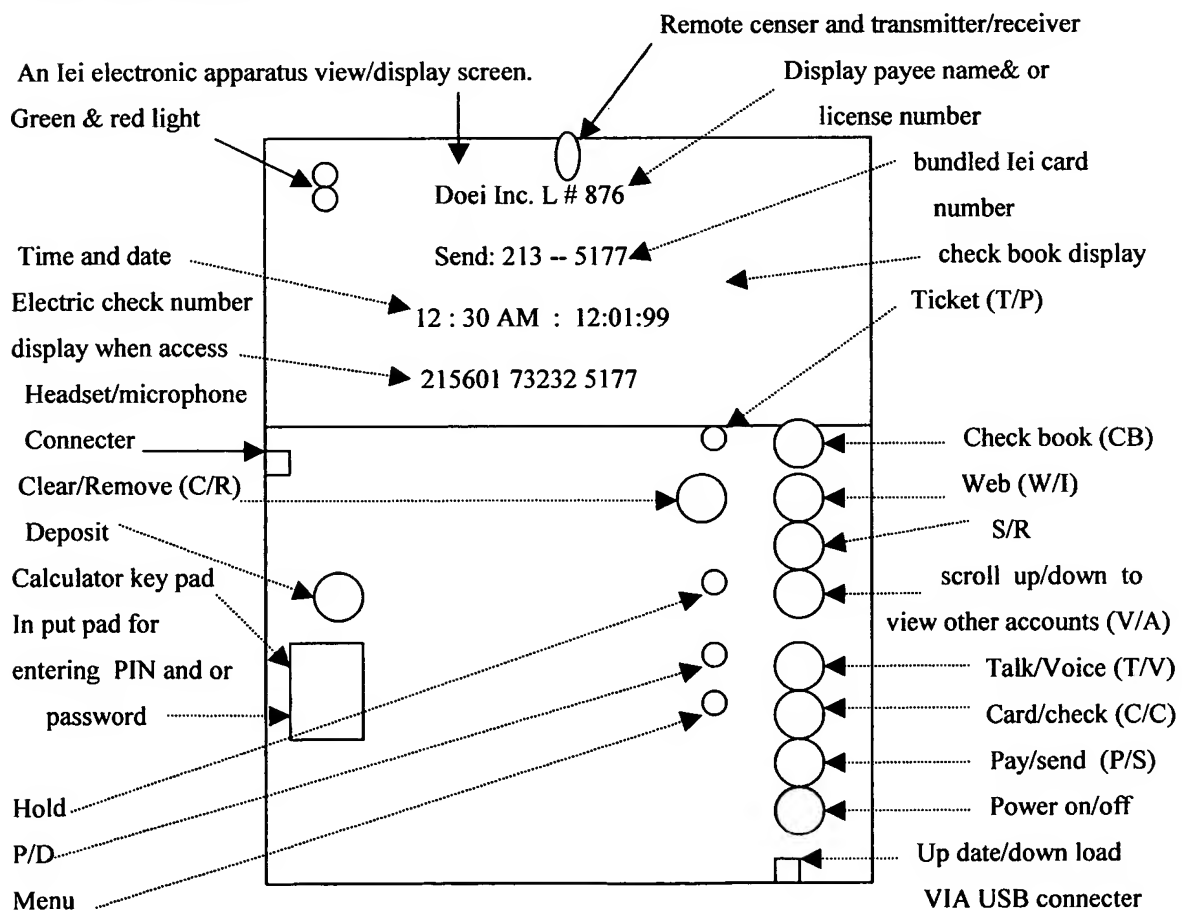 Remote censer and transmitter/receiver
An Iei electronic apparatus view/display screen.
Display payee name& or
license number
Green & red light
bundled Iei card
number
Doei Inc. L # 876
Send: 213 -- 5177
check book display
Time and date
12 : 30 AM : 12:01:99
Ticket (T/P)
Electric check number
display when access
215601 73232 5177
Headset/microphone
Connecter
Check book (CB)
Clear/Remove (C/R)
Web (W/I)
Deposit
S/R
Calculator key pad
scroll up/down to
view other accounts (V/A)
In put pad for
entering PIN and or
password
Talk/Voice (T/V)
Card/check (C/C)
Pay/send (P/S)
Hold
Power on/off
P/D
Up date/down load
VIA USB connecter
Menu